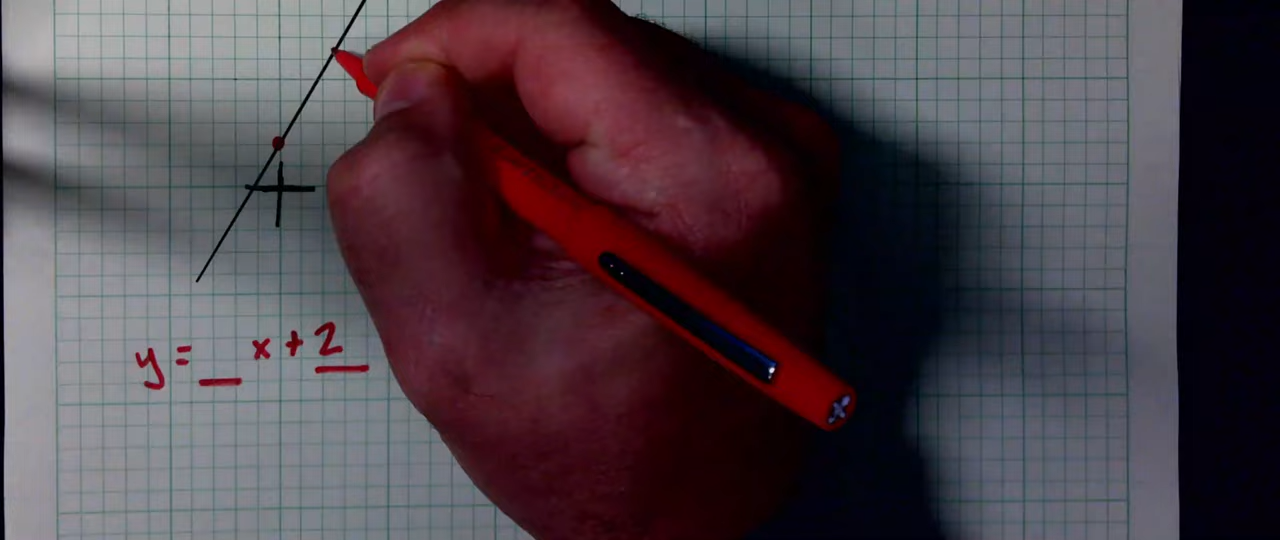 y = _ x + 2